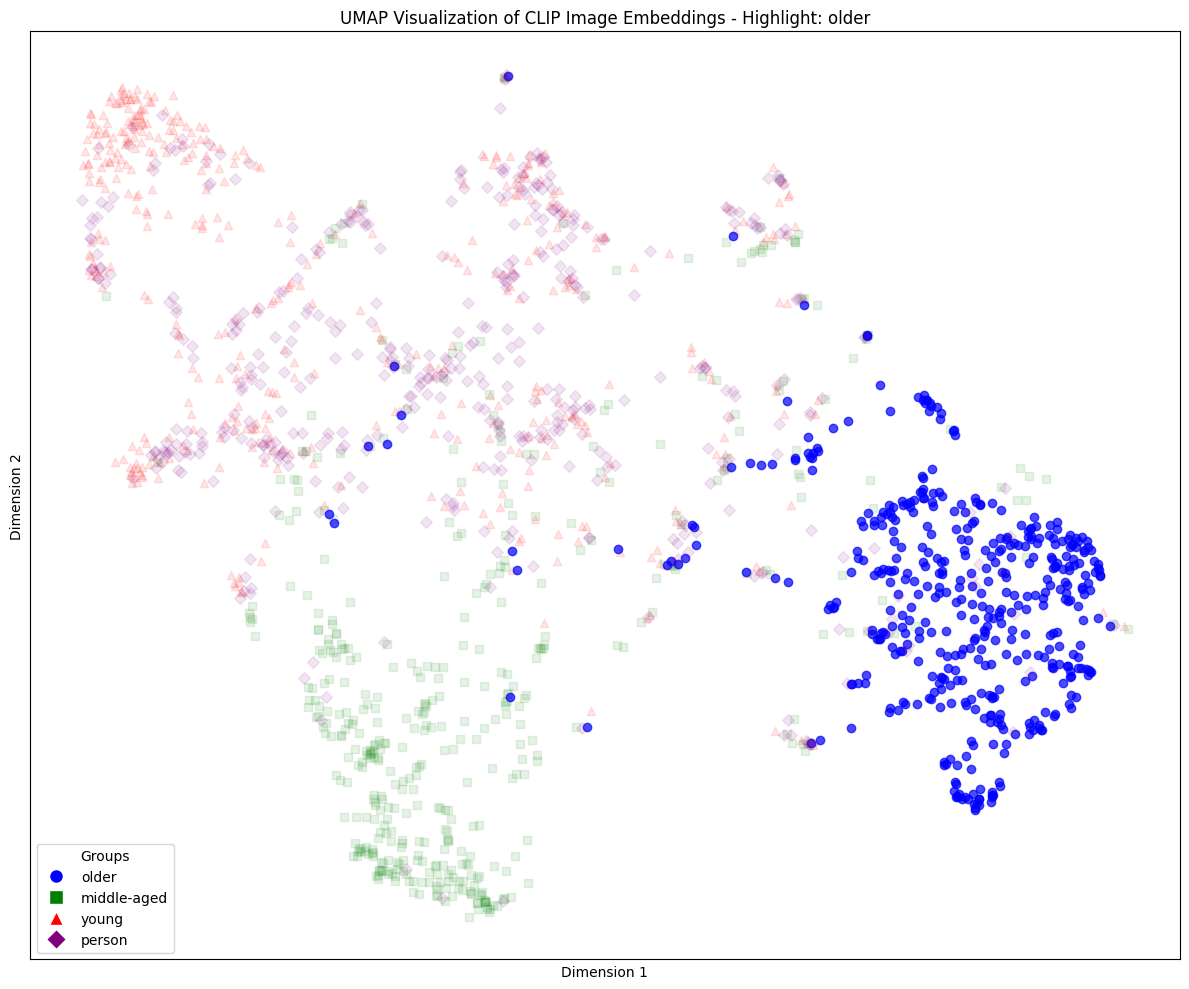 UMAP Visualization of CLIP Image Embeddings - Highlight: older
Dimension 2
Groups
older
middle-aged
young
person
Dimension 1